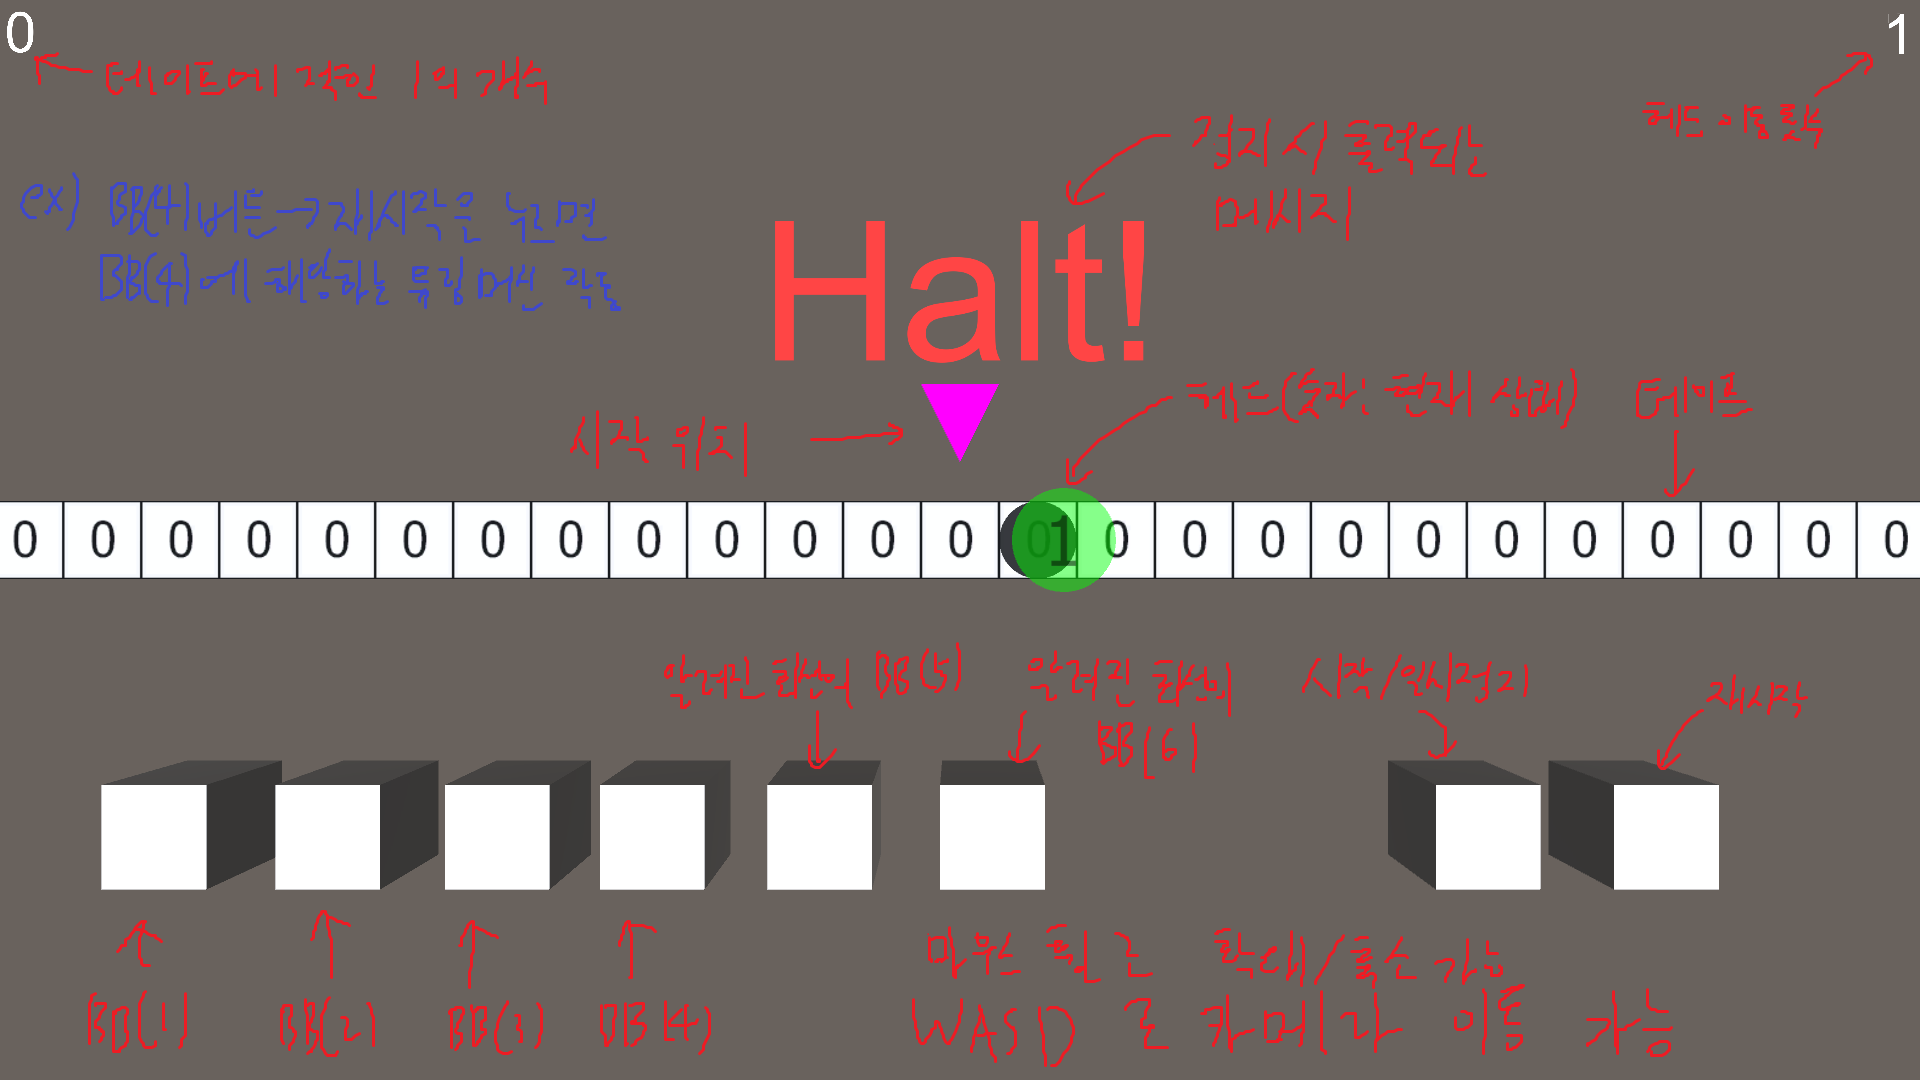 0
1
테이프에 적힌 1의 개수
헤드 이동 횟수
정지 시 출력되는
메시지
ex) BB(4)버튼→재시작을 누르면
BB(4)에 해당하는 튜링 머신 작동
Halt!
시작 위치
헤드(숫자: 현재 상태)
테이프
0 0 0 0 0 0 0 0 0 0 0 0 0 0 1 0 0 0 0 0 0 0 0 0 0 0
알려진 최선의 BB(5)
알려진 최선의
BB(6)
시작/일시정지
재시작
BB(1)
BB(2)
BB(3)
BB(4)
마우스 휠로 확대/축소 가능
WASD로 카메라 이동 가능